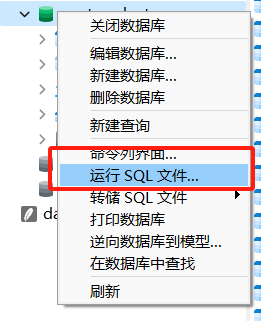 关闭数据库
编辑数据库...
新建数据库...
删除数据库
新建查询
命令列界面...
运行 SQL 文件...
转储 SQL 文件
打印数据库
逆向数据库到模型...
在数据库中查找
刷新
da